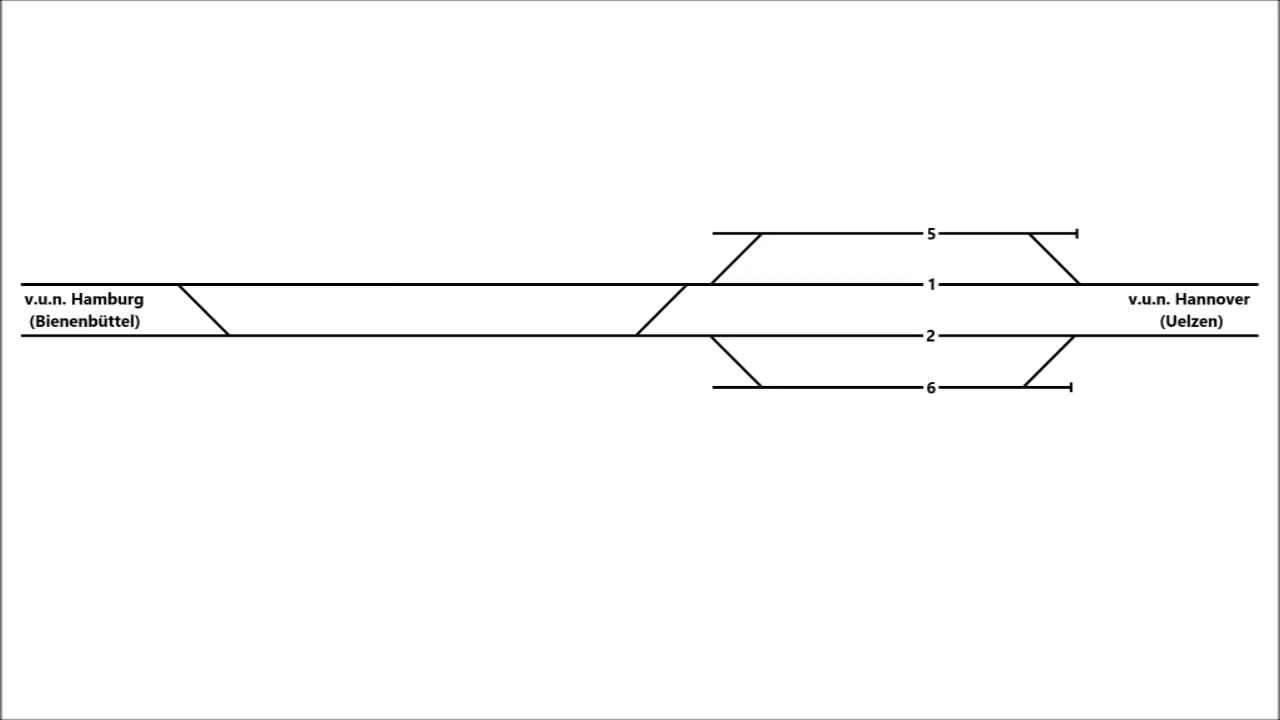 5
1
v.u.n. Hamburg
(Bienenbüttel)
v.u.n. Hannover
(Uelzen)
2
6